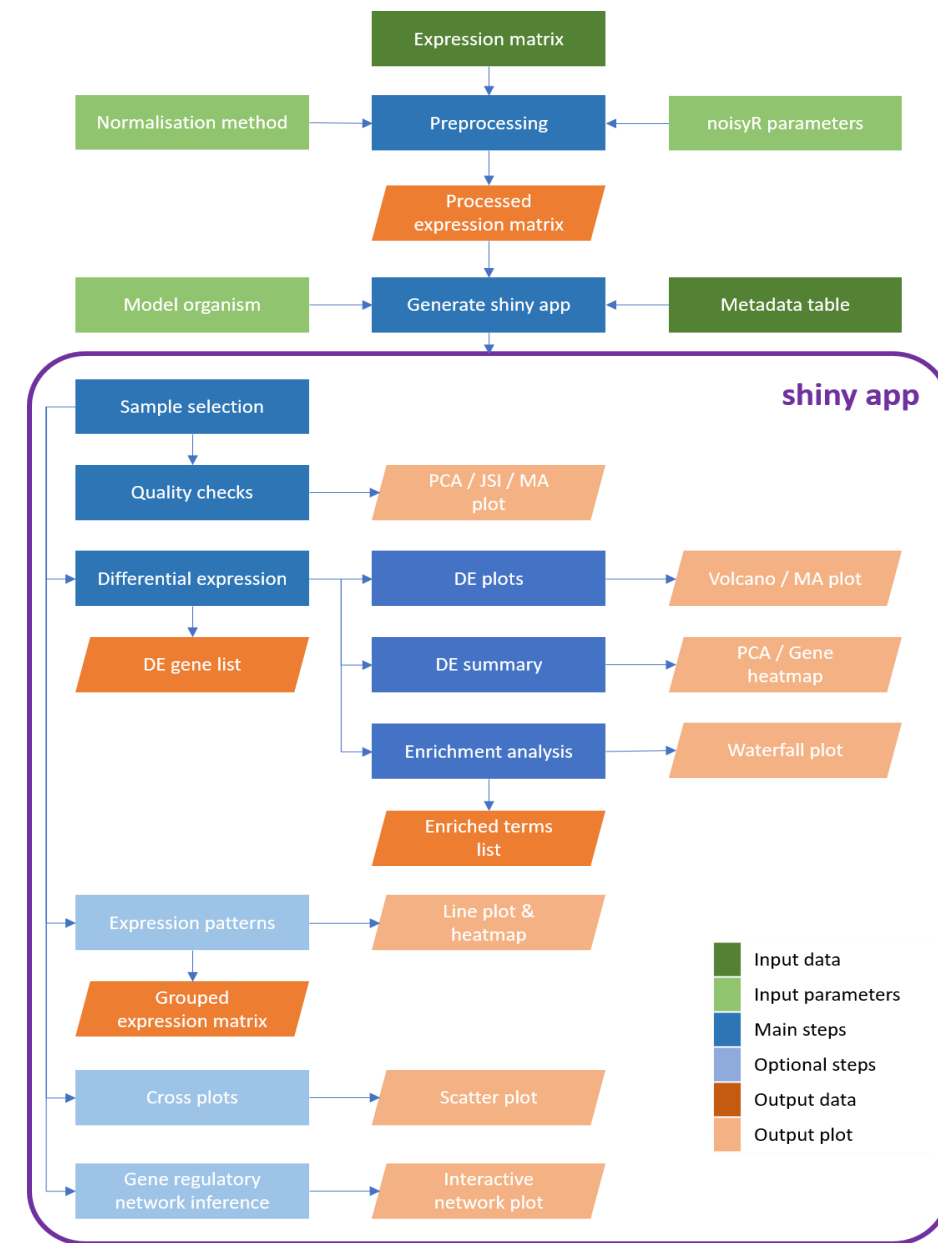 Expression matrix
Normalisation method
Preprocessing
noisyR parameters
Processed
expression matrix
Model organism
Generate shiny app
Metadata table
shiny app
Sample selection
Quality checks
PCA / JSI / MA
plot
Differential expression
DE plots
Volcano / MA plot
DE gene list
DE summary
PCA / Gene
heatmap
Enrichment analysis
Waterfall plot
Enriched terms
list
Expression patterns
Line plot &
heatmap
Grouped
expression matrix
Cross plots
Scatter plot
Gene regulatory
network inference
Interactive
network plot
Input data
Input parameters
Main steps
Optional steps
Output data
Output plot